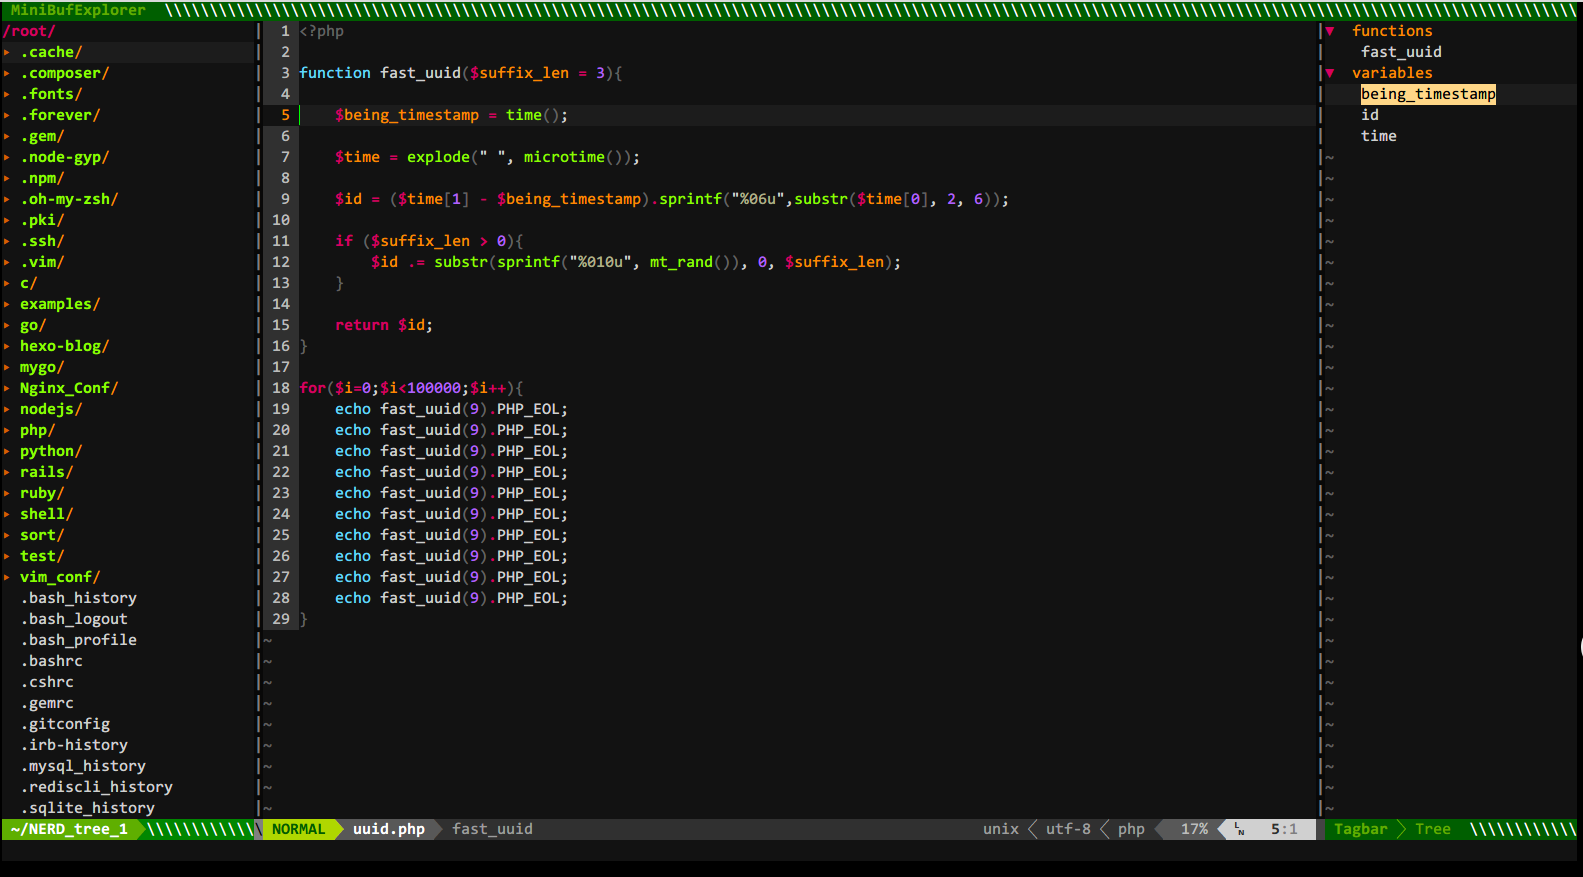 MiniBufExplorer
/root/
▸ .cache/
▸ .composer/
▸ .fonts/
▸ .forever/
▸ .gem/
▸ .node-gyp/
▸ .npm/
▸ .oh-my-zsh/
▸ .pki/
▸ .ssh/
▸ .vim/
▸ c/
▸ examples/
▸ go/
▸ hexo-blog/
▸ mygo/
▸ Nginx_Conf/
▸ nodejs/
▸ php/
▸ python/
▸ rails/
▸ ruby/
▸ shell/
▸ sort/
▸ test/
▸ vim_conf/
.bash_history
.bash_logout
.bash_profile
.bashrc
.cshrc
.gemrc
.gitconfig
.irb-history
.mysql_history
.rediscli_history
.sqlite_history
~/NERD_tree_1
1 <?php
2
3 function fast_uuid($suffix_len = 3){
4
5     $being_timestamp = time();
6
7     $time = explode(" ", microtime());
8
9     $id = ($time[1] - $being_timestamp).sprintf("%06u",substr($time[0], 2, 6));
10
11     if ($suffix_len > 0){
12         $id .= substr(sprintf("%010u", mt_rand()), 0, $suffix_len);
13     }
14
15     return $id;
16 }
17
18 for($i=0;$i<100000;$i++){
19     echo fast_uuid(9).PHP_EOL;
20     echo fast_uuid(9).PHP_EOL;
21     echo fast_uuid(9).PHP_EOL;
22     echo fast_uuid(9).PHP_EOL;
23     echo fast_uuid(9).PHP_EOL;
24     echo fast_uuid(9).PHP_EOL;
25     echo fast_uuid(9).PHP_EOL;
26     echo fast_uuid(9).PHP_EOL;
27     echo fast_uuid(9).PHP_EOL;
28     echo fast_uuid(9).PHP_EOL;
29 }
NORMAL uuid.php fast_uuid unix utf-8 php 17% LN 5:1
▼ functions
fast_uuid
▼ variables
being_timestamp
id
time
Tagbar Tree